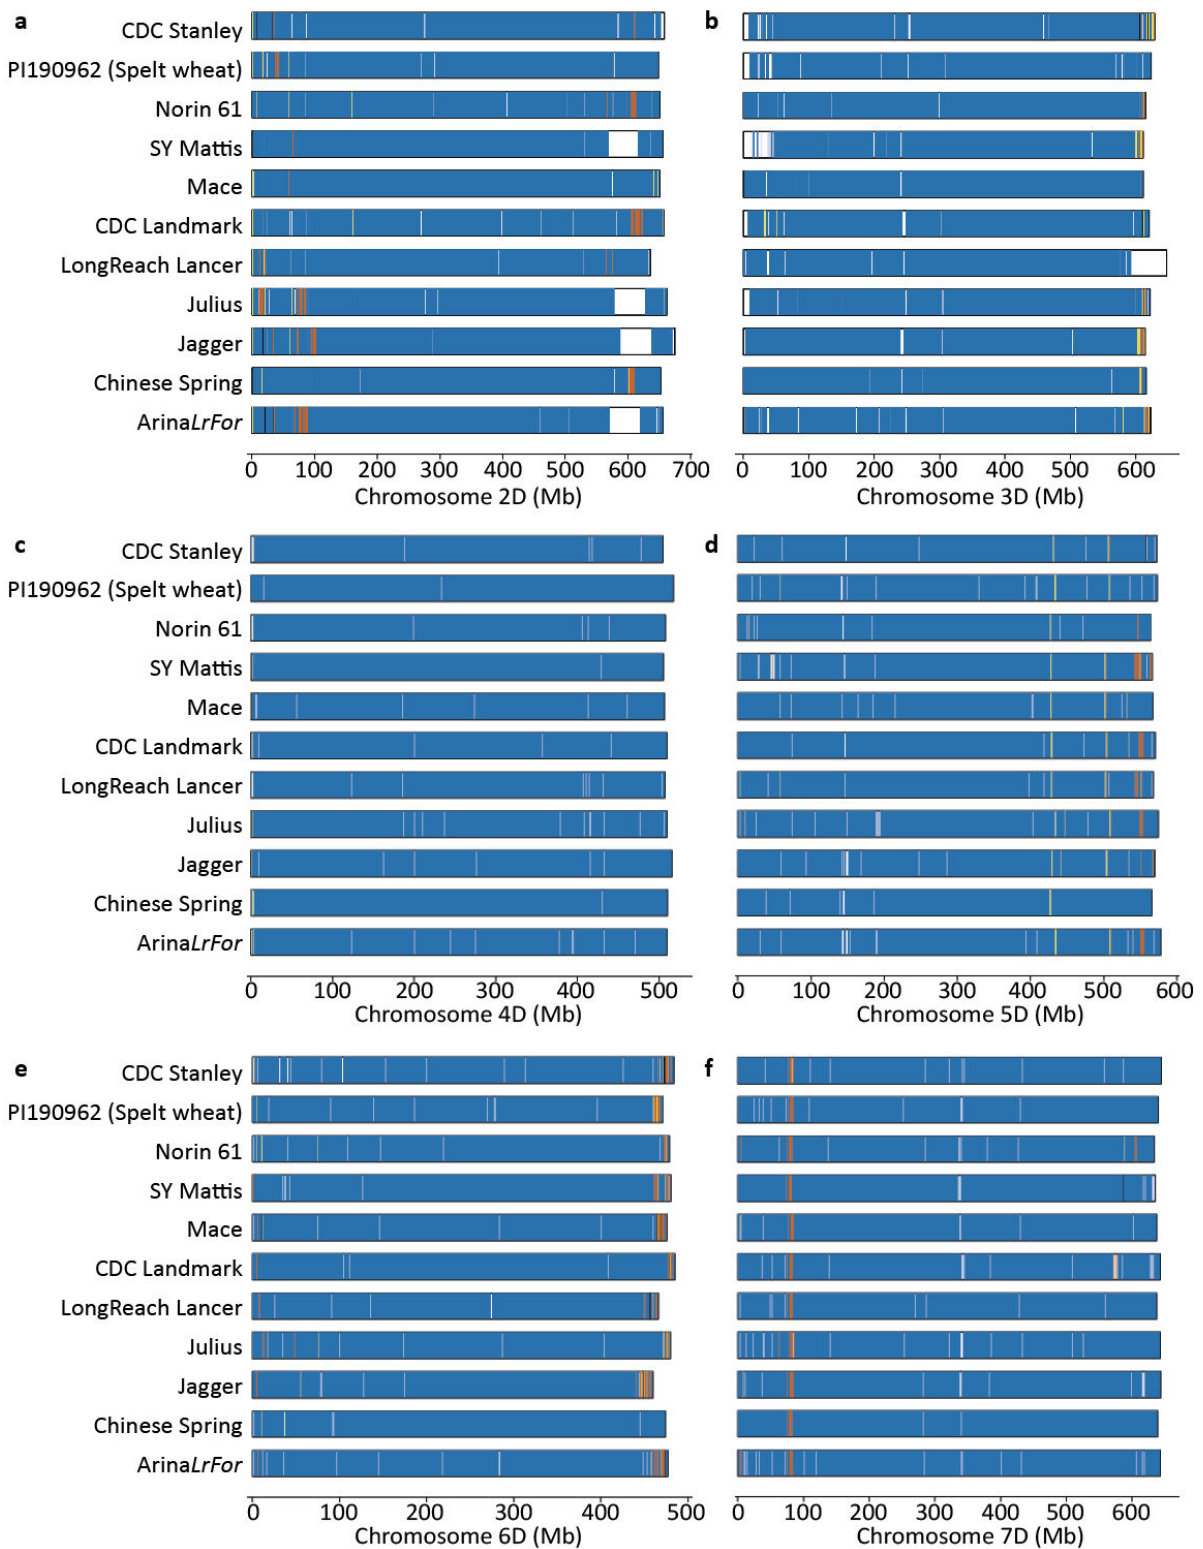 a
CDC Stanley
PI190962 (Spelt wheat)
Norin 61
SY Mattis
Mace
CDC Landmark
LongReach Lancer
Julius
Jagger
Chinese Spring
ArinaLrFor
0 100 200 300 400 500 600 700
Chromosome 2D (Mb)
b
0 100 200 300 400 500 600
Chromosome 3D (Mb)
c
CDC Stanley
PI190962 (Spelt wheat)
Norin 61
SY Mattis
Mace
CDC Landmark
LongReach Lancer
Julius
Jagger
Chinese Spring
ArinaLrFor
0 100 200 300 400 500
Chromosome 4D (Mb)
d
0 100 200 300 400 500 600
Chromosome 5D (Mb)
e
CDC Stanley
PI190962 (Spelt wheat)
Norin 61
SY Mattis
Mace
CDC Landmark
LongReach Lancer
Julius
Jagger
Chinese Spring
ArinaLrFor
0 100 200 300 400 500
Chromosome 6D (Mb)
f
0 100 200 300 400 500 600
Chromosome 7D (Mb)